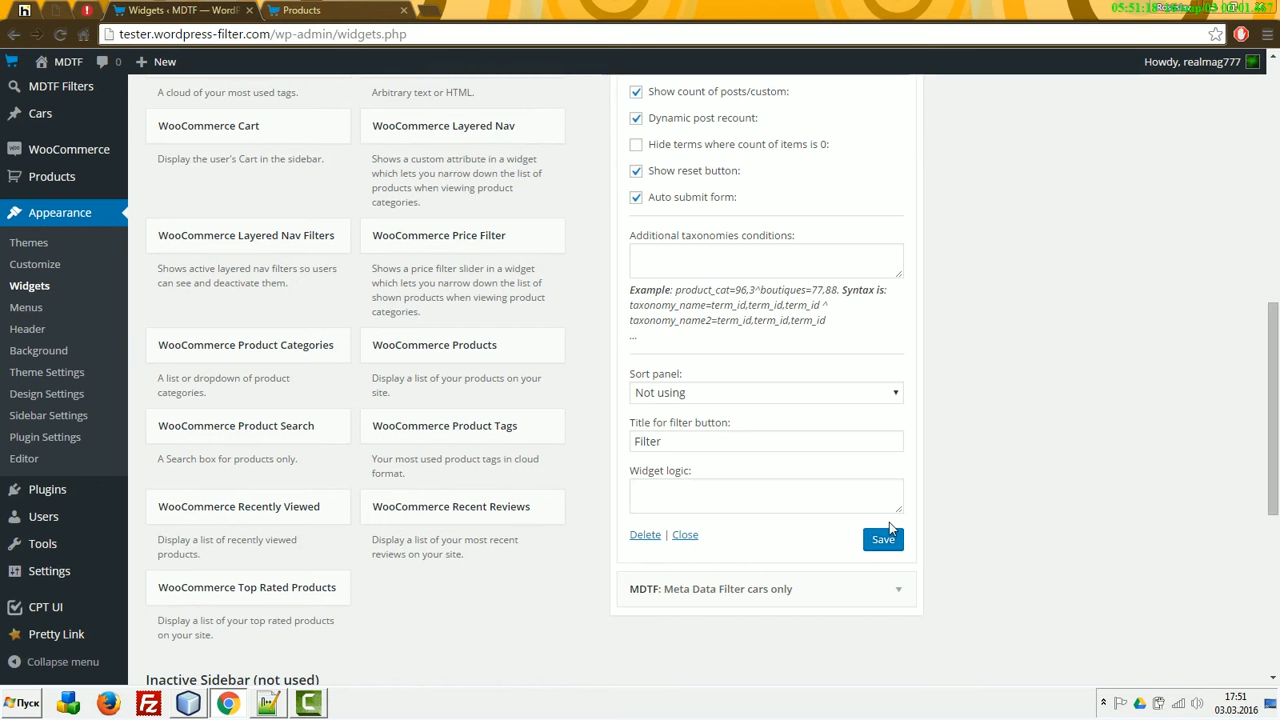 Widgets ‹ MDTF — WordPr
Products
tester.wordpress-filter.com/wp-admin/widgets.php
MDTF
0
New
Howdy, realmag777
MDTF Filters
Cars
WooCommerce
Products
Appearance
Themes
Customize
Widgets
Menus
Header
Background
Theme Settings
Design Settings
Sidebar Settings
Plugin Settings
Editor
Plugins
Users
Tools
Settings
CPT UI
Pretty Link
Collapse menu
A cloud of your most used tags.
Arbitrary text or HTML.
WooCommerce Cart
WooCommerce Layered Nav
Display the user's Cart in the sidebar.
Shows a custom attribute in a widget
which lets you narrow down the list of
products when viewing product
categories.
WooCommerce Layered Nav Filters
WooCommerce Price Filter
Shows active layered nav filters so users
can see and deactivate them.
Shows a price filter slider in a widget
which lets you narrow down the list of
shown products when viewing product
categories.
WooCommerce Product Categories
WooCommerce Products
A list or dropdown of product
categories.
Display a list of your products on your
site.
WooCommerce Product Search
WooCommerce Product Tags
A Search box for products only.
Your most used product tags in cloud
format.
WooCommerce Recently Viewed
WooCommerce Recent Reviews
Display a list of recently viewed
products.
Display a list of your most recent
reviews on your site.
WooCommerce Top Rated Products
Display a list of your top rated products
on your site.
Inactive Sidebar (not used)
Show count of posts/custom:
Dynamic post recount:
Hide terms where count of items is 0:
Show reset button:
Auto submit form:
Additional taxonomies conditions:
Example: product_cat=96,3^boutiques=77,88. Syntax is:
taxonomy_name=term_id,term_id,term_id ^
taxonomy_name2=term_id,term_id,term_id
...
Sort panel:
Not using
Title for filter button:
Filter
Widget logic:
Delete | Close
Save
MDTF: Meta Data Filter cars only
Пуск
17:51
03.03.2016